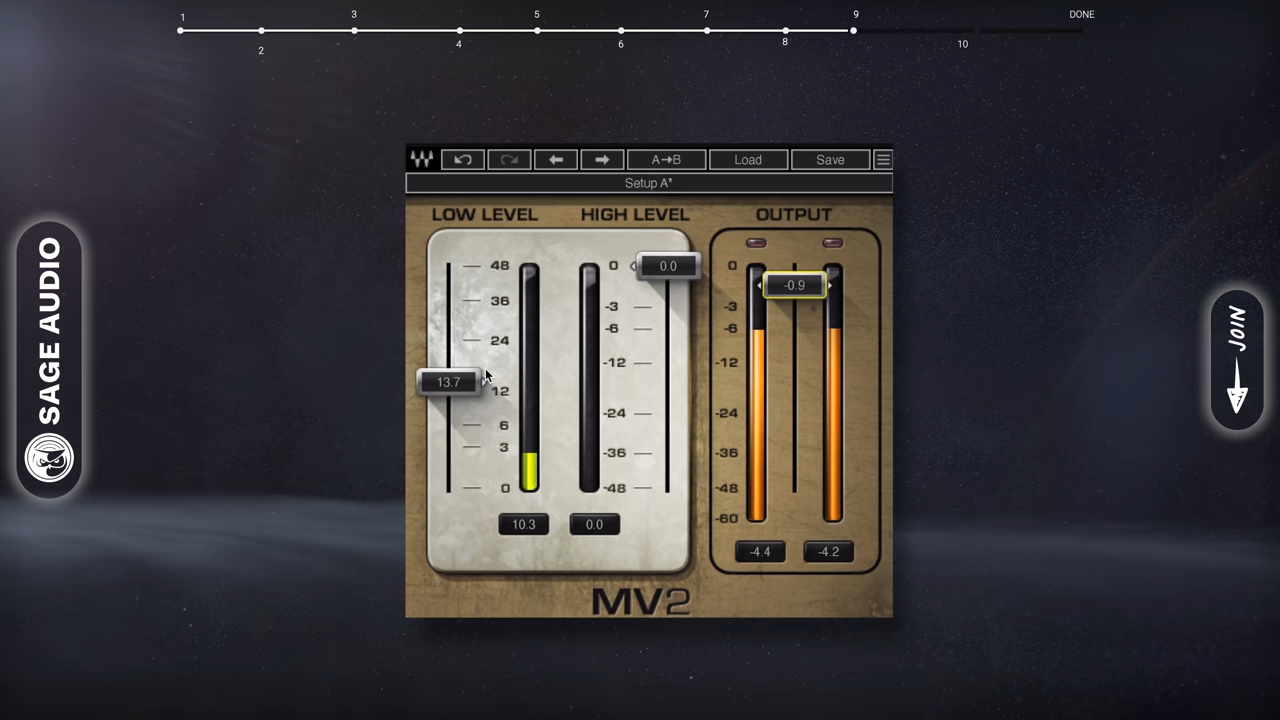 1 3 5 7 9 DONE
2 4 6 8 10
A→B Load Save
Setup A*
LOW LEVEL HIGH LEVEL OUTPUT
48 0 0.0 0 -0.9
36 -3 -3
-6 -6
24
-12 -12
13.7 12
6 -24 -24
3
-36 -36
0 -48 -48
-60
10.3 0.0
-4.4 -4.2
MV2
SAGE AUDIO
JOIN